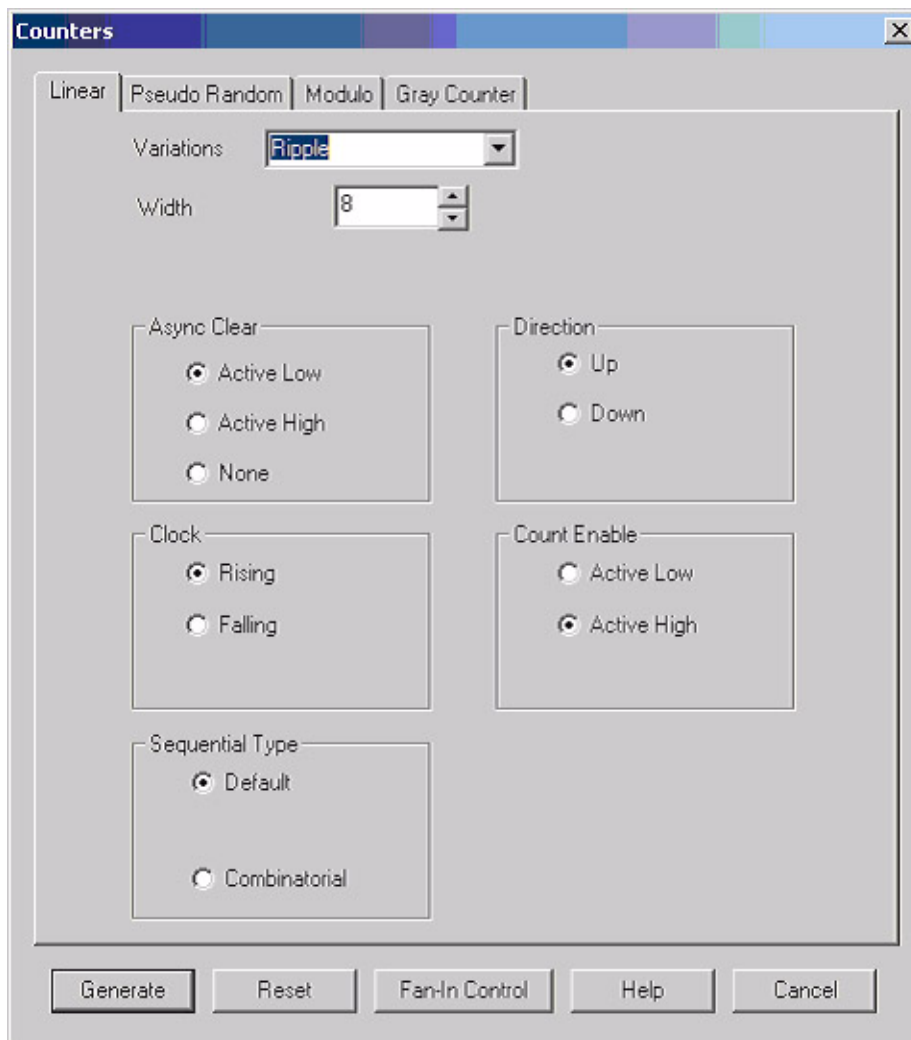 Counters
Linear Pseudo Random Modulo Gray Counter
Variations Ripple
Width 8
Async Clear
Active Low
Active High
None
Direction
Up
Down
Clock
Rising
Falling
Count Enable
Active Low
Active High
Sequential Type
Default
Combinatorial
Generate Reset Fan-In Control Help Cancel